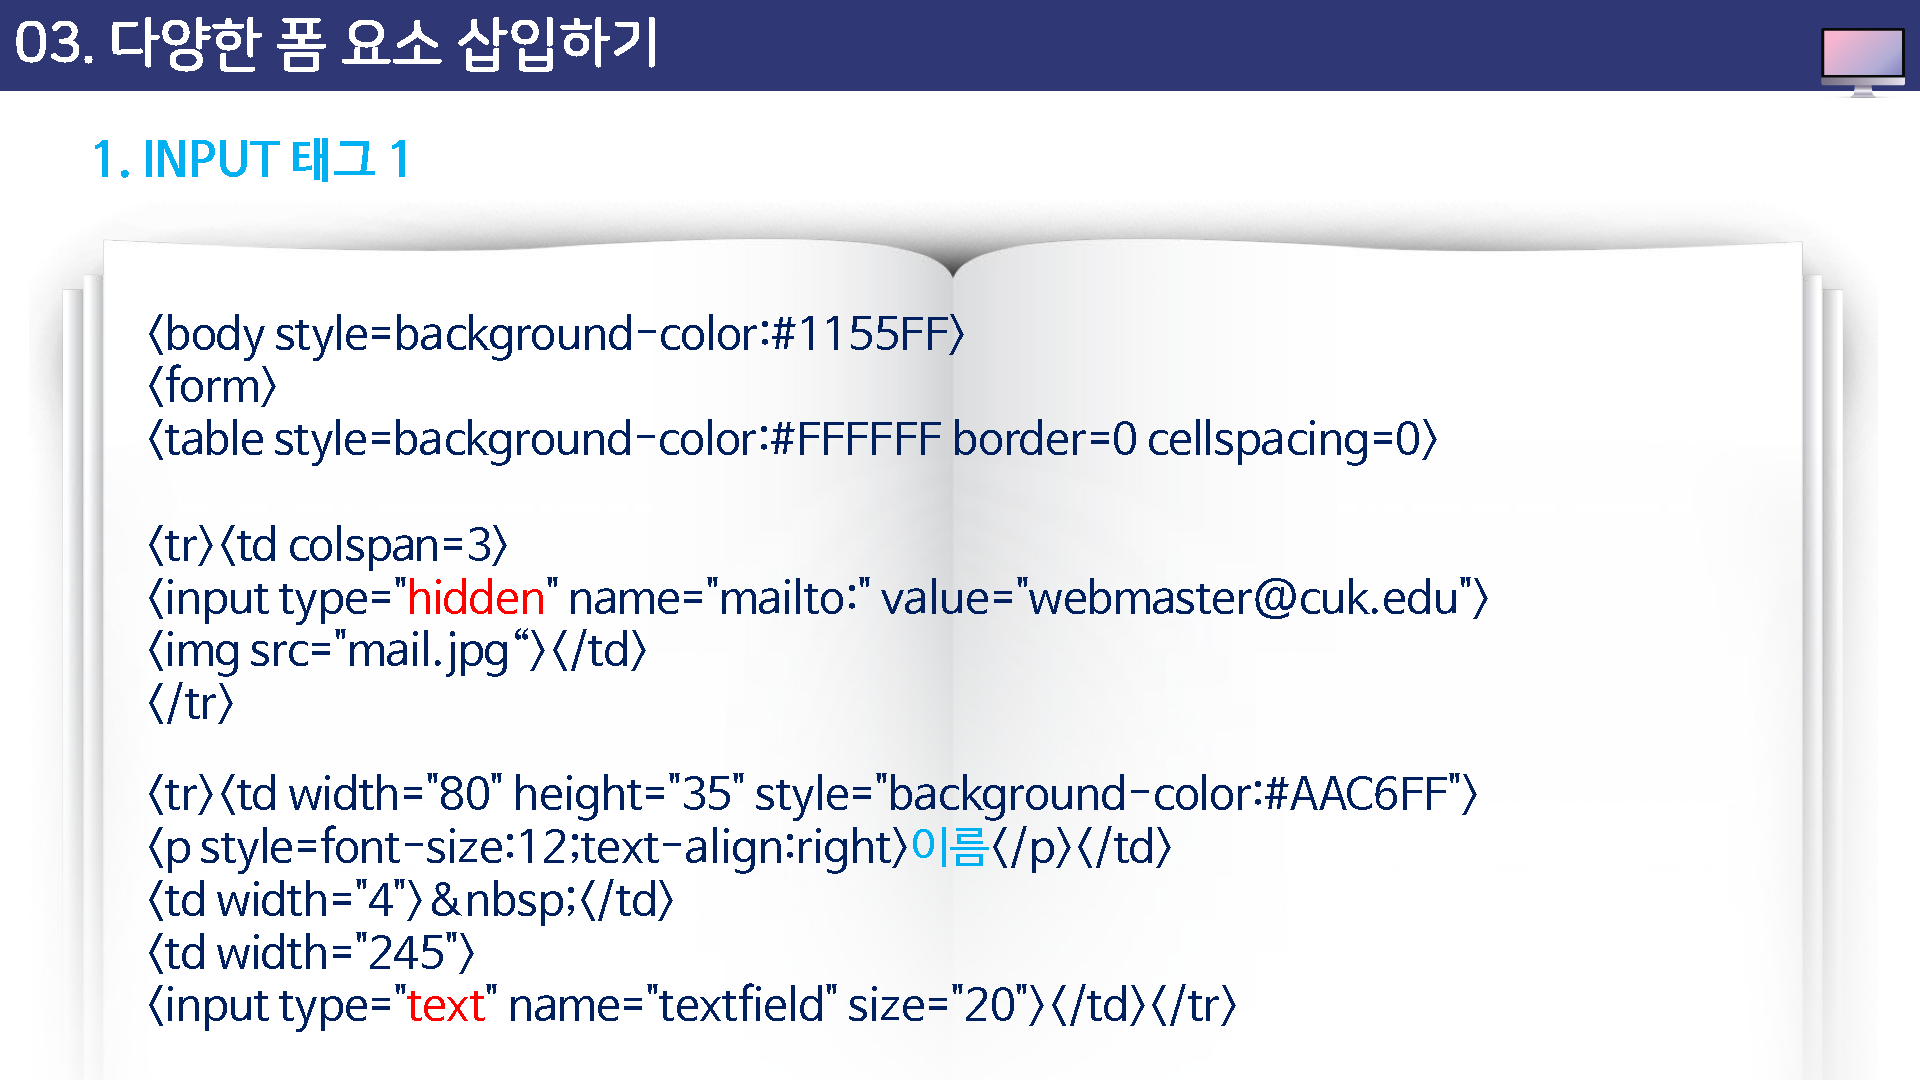 03. 다양한 폼 요소 삽입하기
1. INPUT 태그 1
<body style=background-color:#1155FF>
<form>
<table style=background-color:#FFFFFF border=0 cellspacing=0>
<tr><td colspan=3>
<input type="hidden" name="mailto:" value="webmaster@cuk.edu">
<img src="mail.jpg“></td>
</tr>
<tr><td width="80" height="35" style="background-color:#AAC6FF">
<p style=font-size:12;text-align:right>이름</p></td>
<td width="4">&nbsp;</td>
<td width="245">
<input type="text" name="textfield" size="20"></td></tr>